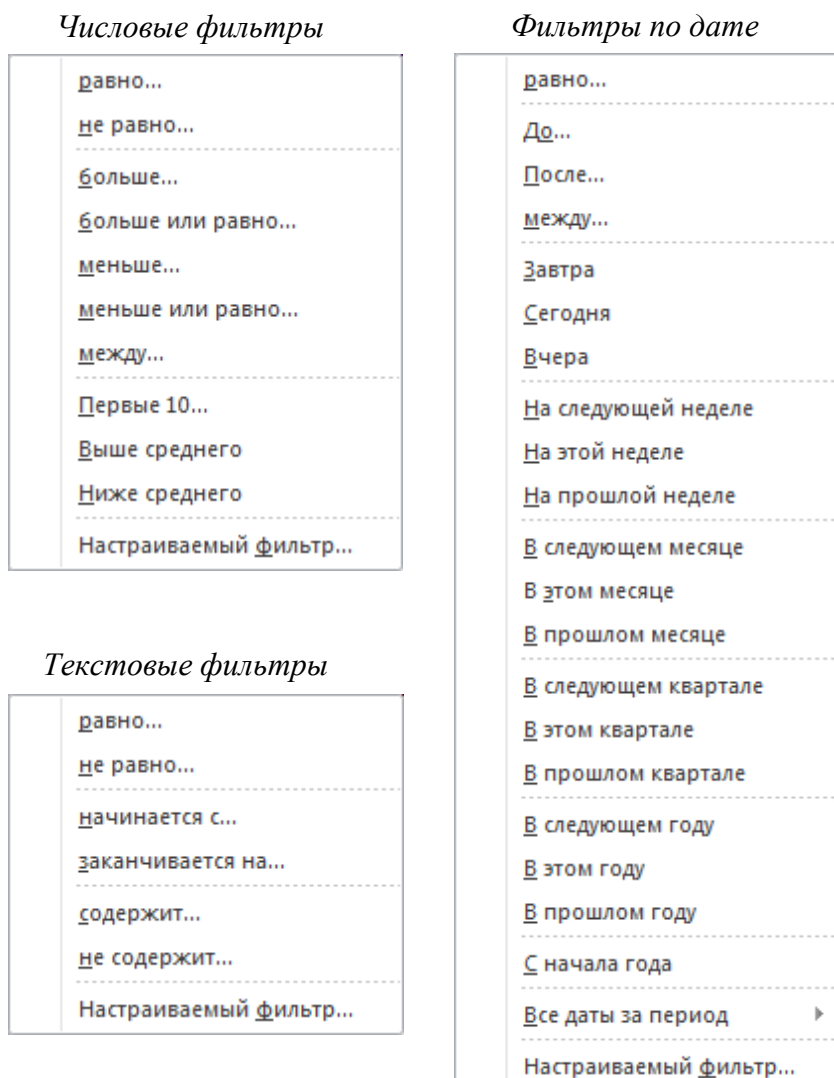 Числовые фильтры
равно...
не равно...
больше...
больше или равно...
меньше...
меньше или равно...
между...
Первые 10...
Выше среднего
Ниже среднего
Настраиваемый фильтр...
Текстовые фильтры
равно...
не равно...
начинается с...
заканчивается на...
содержит...
не содержит...
Настраиваемый фильтр...
Фильтры по дате
равно...
До...
После...
между...
Завтра
Сегодня
Вчера
На следующей неделе
На этой неделе
На прошлой неделе
В следующем месяце
В этом месяце
В прошлом месяце
В следующем квартале
В этом квартале
В прошлом квартале
В следующем году
В этом году
В прошлом году
С начала года
Все даты за период
Настраиваемый фильтр...